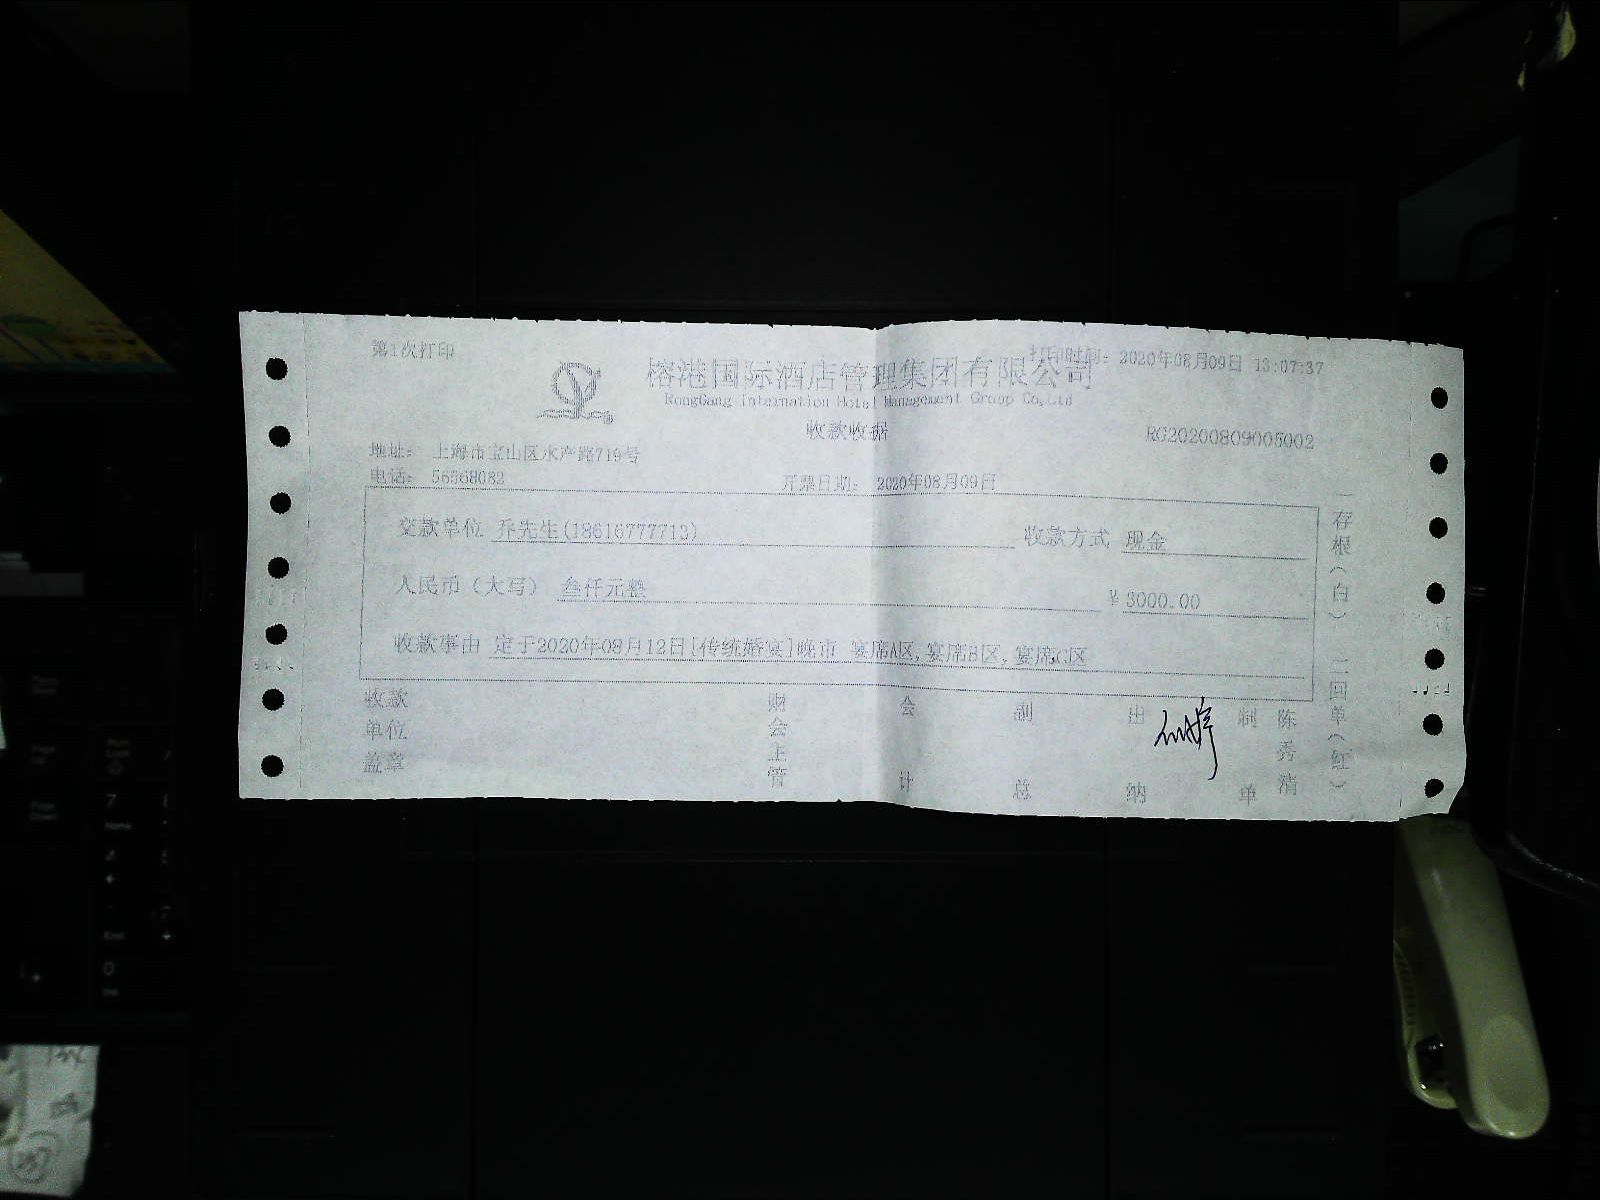 第1次打印
打印时间：2020年08月09日 13:07:37
榕港国际酒店管理集团有限公司
RongGang Internation Hotel Management Group Co,Ltd
收款收据
RG20200809005002
地址： 上海市宝山区水产路719号
电话： 56568082
开票日期： 2020年08月09日
交款单位 乔先生(18616777713) 收款方式 现金
人民币（大写） 叁仟元整 ¥ 3000.00
收款事由 定于2020年08月12日[传统婚宴]晚市 宴席A区,宴席B区,宴席C区
一存根（白） 二回单（红）
收款单位盖章
财会主管
会计
副总
出纳
制单
陈秀清
7
Home
4
End
0